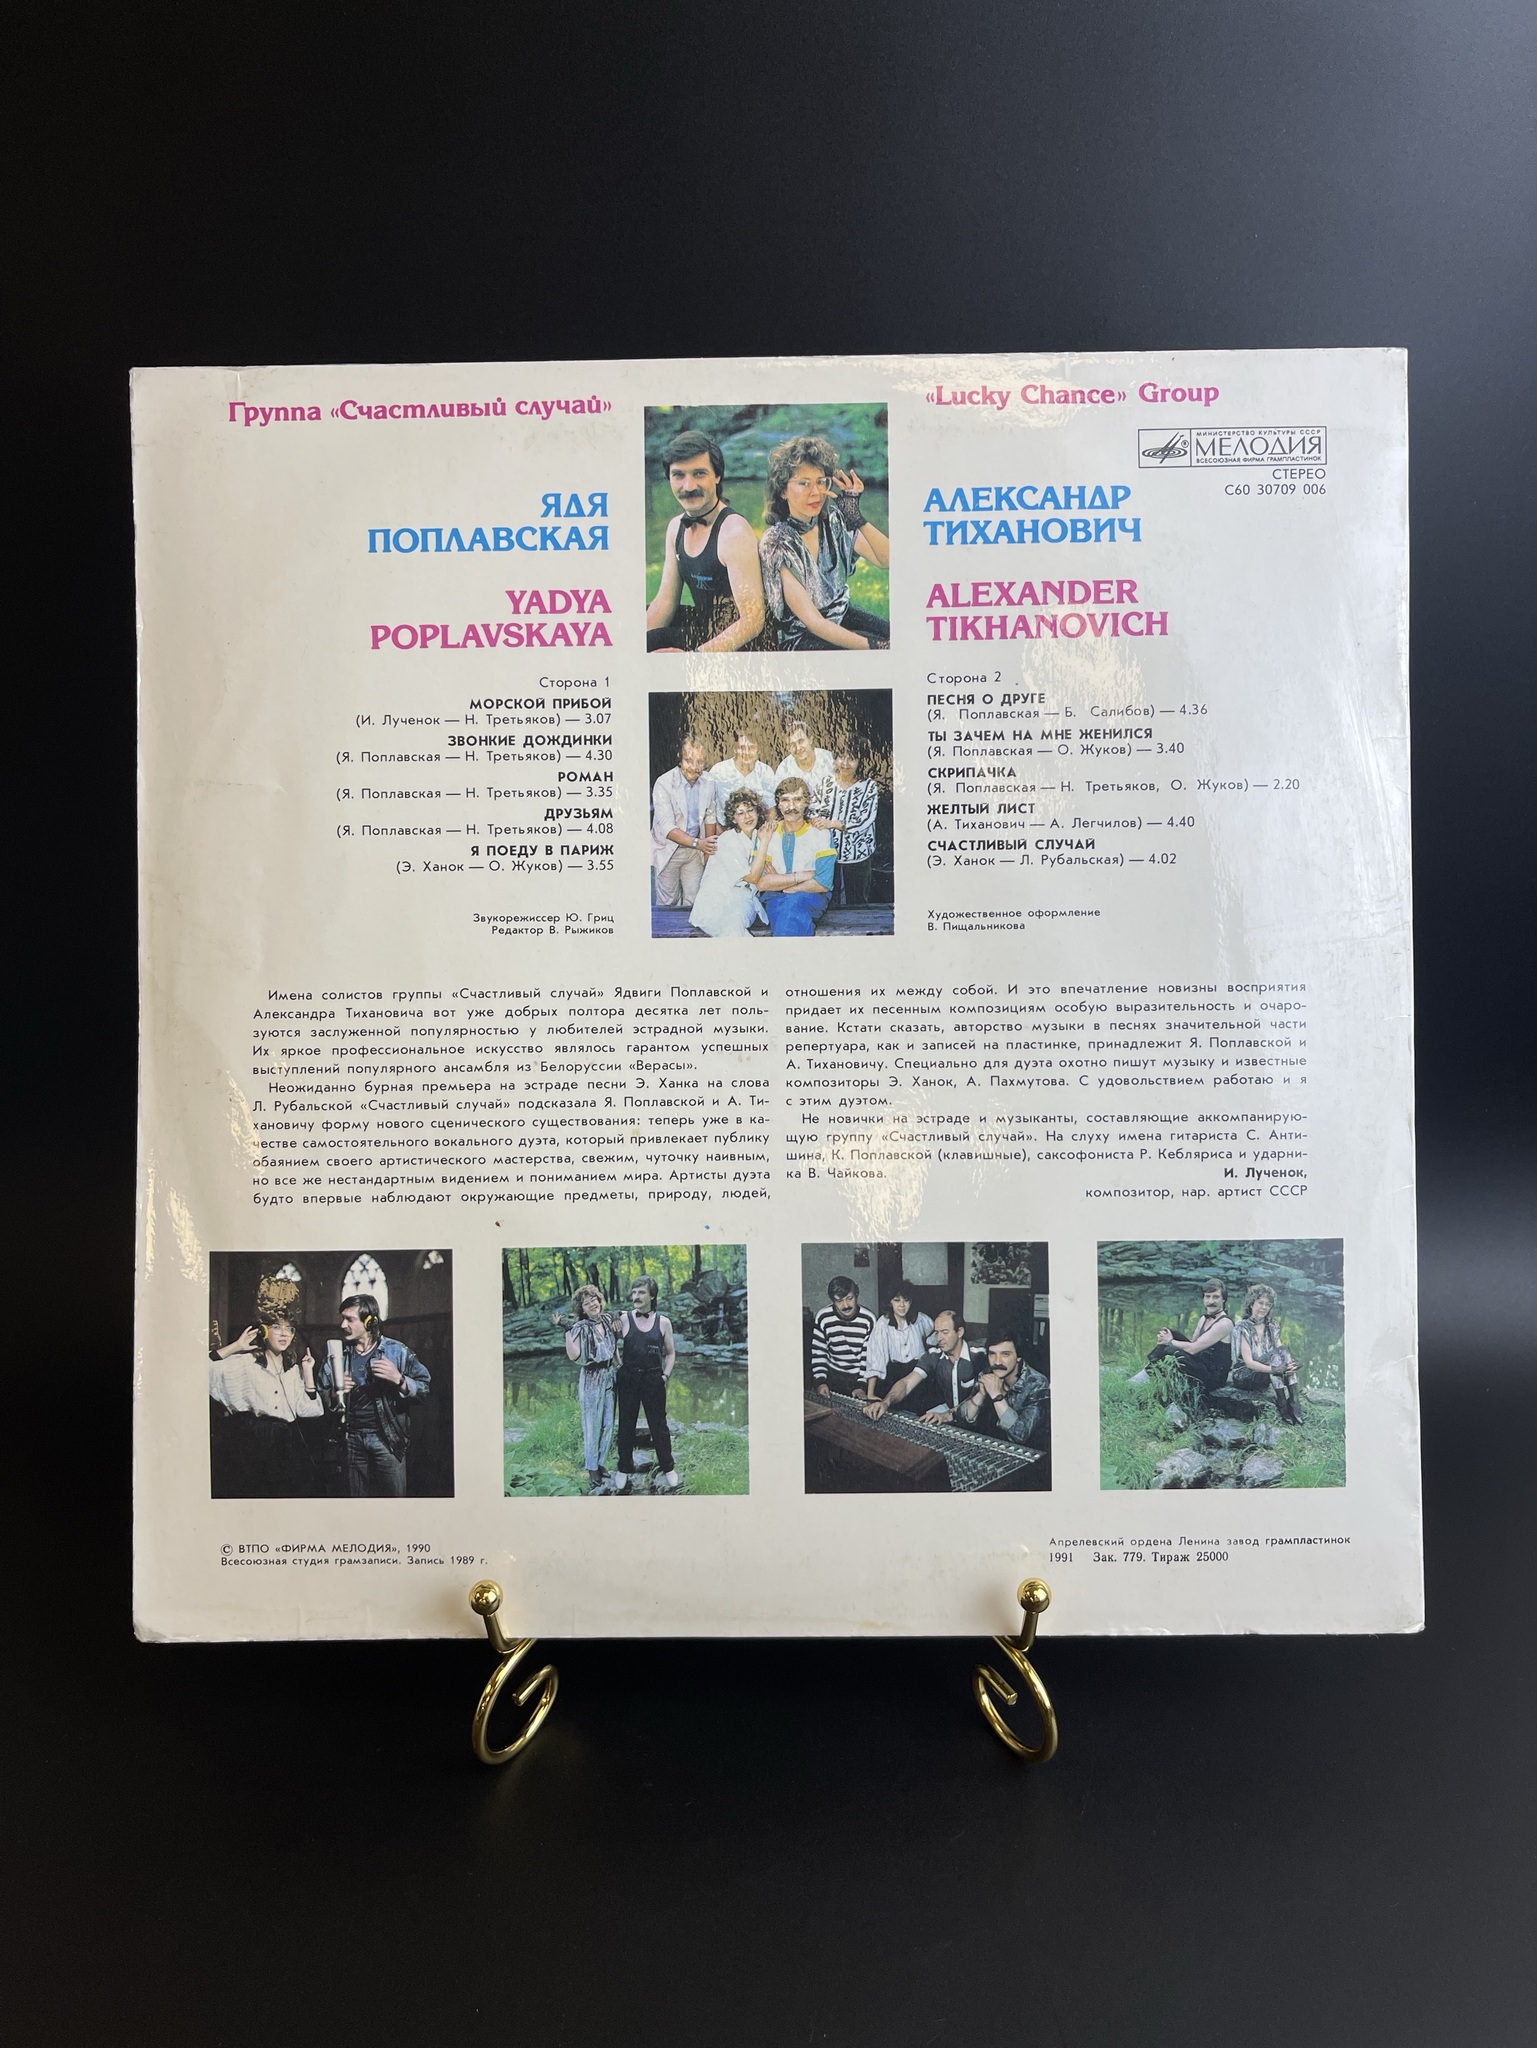 Группа «Счастливый случай»
«Lucky Chance» Group
МИНИСТЕРСТВО КУЛЬТУРЫ СССР
МЕЛОДИЯ
ВСЕСОЮЗНАЯ ФИРМА ГРАМПЛАСТИНОК
СТЕРЕО
С60 30709 006
ЯДЯ
ПОПЛАВСКАЯ
YADYA
POPLAVSKAYA
АЛЕКСАНДР
ТИХАНОВИЧ
ALEXANDER
TIKHANOVICH
Сторона 1
МОРСКОЙ ПРИБОЙ
(И. Лученок — Н. Третьяков) — 3.07
ЗВОНКИЕ ДОЖДИНКИ
(Я. Поплавская — Н. Третьяков) — 4.30
РОМАН
(Я. Поплавская — Н. Третьяков) — 3.35
ДРУЗЬЯМ
(Я. Поплавская — Н. Третьяков) — 4.08
Я ПОЕДУ В ПАРИЖ
(Э. Ханок — О. Жуков) — 3.55
Звукорежиссер Ю. Гриц
Редактор В. Рыжиков
Сторона 2
ПЕСНЯ О ДРУГЕ
(Я. Поплавская — Б. Салибов) — 4.36
ТЫ ЗАЧЕМ НА МНЕ ЖЕНИЛСЯ
(Я. Поплавская — О. Жуков) — 3.40
СКРИПАЧКА
(Я. Поплавская — Н. Третьяков, О. Жуков) — 2.20
ЖЕЛТЫЙ ЛИСТ
(А. Тиханович — А. Легчилов) — 4.40
СЧАСТЛИВЫЙ СЛУЧАЙ
(Э. Ханок — Л. Рубальская) — 4.02
Художественное оформление
В. Пищальникова
Имена солистов группы «Счастливый случай» Ядвиги Поплавской и
Александра Тихановича вот уже добрых полтора десятка лет поль-
зуются заслуженной популярностью у любителей эстрадной музыки.
Их яркое профессиональное искусство являлось гарантом успешных
выступлений популярного ансамбля из Белоруссии «Верасы».
Неожиданно бурная премьера на эстраде песни Э. Ханка на слова
Л. Рубальской «Счастливый случай» подсказала Я. Поплавской и А. Ти-
хановичу форму нового сценического существования: теперь уже в ка-
честве самостоятельного вокального дуэта, который привлекает публику
обаянием своего артистического мастерства, свежим, чуточку наивным,
но все же нестандартным видением и пониманием мира. Артисты дуэта
будто впервые наблюдают окружающие предметы, природу, людей,
отношения их между собой. И это впечатление новизны восприятия
придает их песенным композициям особую выразительность и очаро-
вание. Кстати сказать, авторство музыки в песнях значительной части
репертуара, как и записей на пластинке, принадлежит Я. Поплавской и
А. Тихановичу. Специально для дуэта охотно пишут музыку и известные
композиторы Э. Ханок, А. Пахмутова. С удовольствием работаю и я
с этим дуэтом.
Не новички на эстраде и музыканты, составляющие аккомпанирую-
щую группу «Счастливый случай». На слуху имена гитариста С. Анти-
шина, К. Поплавской (клавишные), саксофониста Р. Кебляриса и ударни-
ка В. Чайкова.
И. Лученок,
композитор, нар. артист СССР
© ВТПО «ФИРМА МЕЛОДИЯ», 1990
Всесоюзная студия грамзаписи. Запись 1989 г.
Апрелевский ордена Ленина завод грампластинок
1991 Зак. 779. Тираж 25000